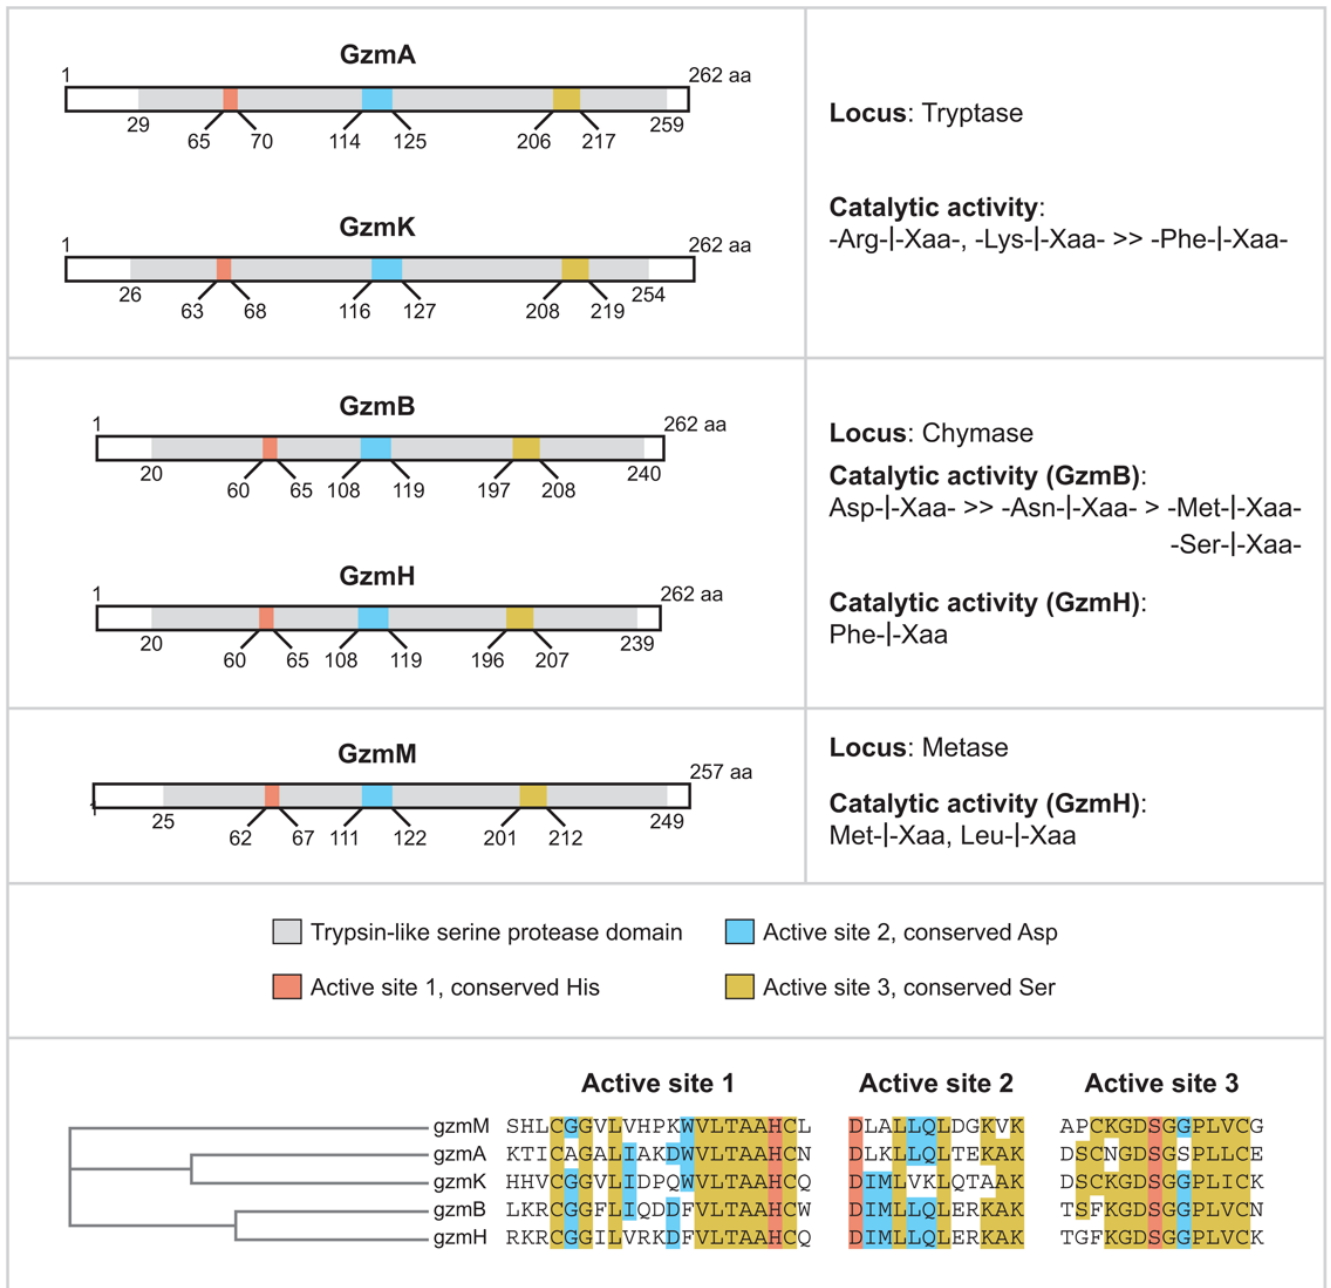 GzmA
1
262 aa
29
65
70
114
125
206
217
259
GzmK
1
262 aa
26
63
68
116
127
208
219
254
Locus: Tryptase
Catalytic activity:
-Arg-|-Xaa-, -Lys-|-Xaa- >> -Phe-|-Xaa-
GzmB
1
262 aa
20
60
65
108
119
197
208
240
GzmH
1
262 aa
20
60
65
108
119
196
207
239
Locus: Chymase
Catalytic activity (GzmB):
Asp-|-Xaa- >> -Asn-|-Xaa- > -Met-|-Xaa-
-Ser-|-Xaa-
Catalytic activity (GzmH):
Phe-|-Xaa
GzmM
1
257 aa
25
62
67
111
122
201
212
249
Locus: Metase
Catalytic activity (GzmH):
Met-|-Xaa, Leu-|-Xaa
Trypsin-like serine protease domain
Active site 2, conserved Asp
Active site 1, conserved His
Active site 3, conserved Ser
Active site 1 Active site 2 Active site 3
gzmM SHLCGGVLVHPKWVLTAAHCL DLALLQLDGKVK APCKGDSGGPLVCG
gzmA KTICAGALIAKDWVLTAAHCN DLKLLQLTEKAK DSCNGDSGSPLLCE
gzmK HHVCGGVLIDPQWVLTAAHCQ DIMLVKLQTAAK DSCKGDSGGPLICK
gzmB LKRCGGFLIQDDFVLTAAHCW DIMLLQLERKAK TSFKGDSGGPLVCN
gzmH RKRCGGILVRKDFVLTAAHCQ DIMLLQLERKAK TGFKGDSGGPLVCK